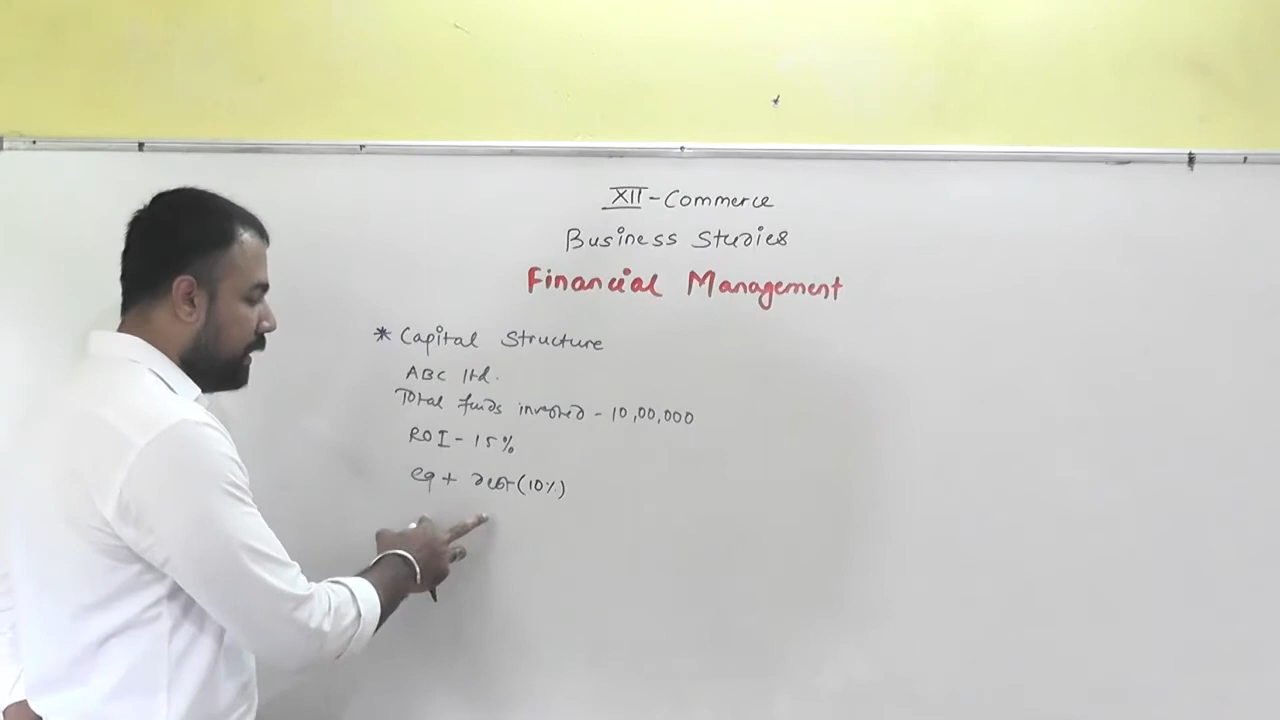 XII - Commerce
Business Studies
Financial Management
* Capital Structure
ABC ltd.
Total funds invested - 10,00,000
ROI - 15%
eq + debt (10%)